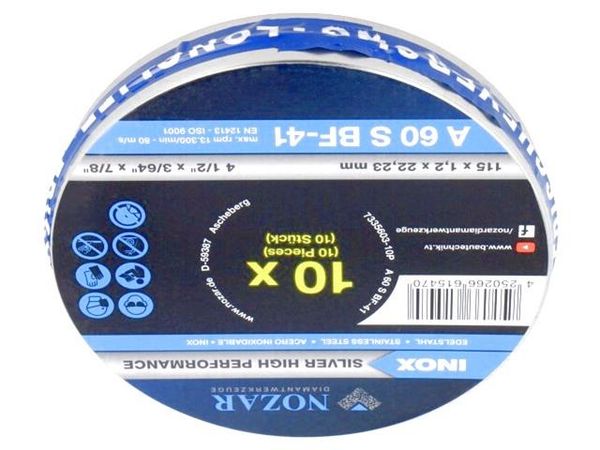 NOZAR
DIAMANTWERKZEUGE
INOX SILVER HIGH PERFORMANCE
EDELSTAHL • STAINLESS STEEL • ACERO INOXIDABLE • INOX
4 250266 615470
7335603-10P A 60 S BF-41
10 x
(10 Pieces)
(10 Stück)
www.nozar.de D-59387 Ascheberg
www.bautechnik.tv
/nozardiamantwerkzeuge
115 x 1,2 x 22,23 mm 4 1/2" x 3/64" x 7/8"
A 60 S BF-41
max. rpm 13.300/min - 80 m/s
EN 12413 - ISO 9001